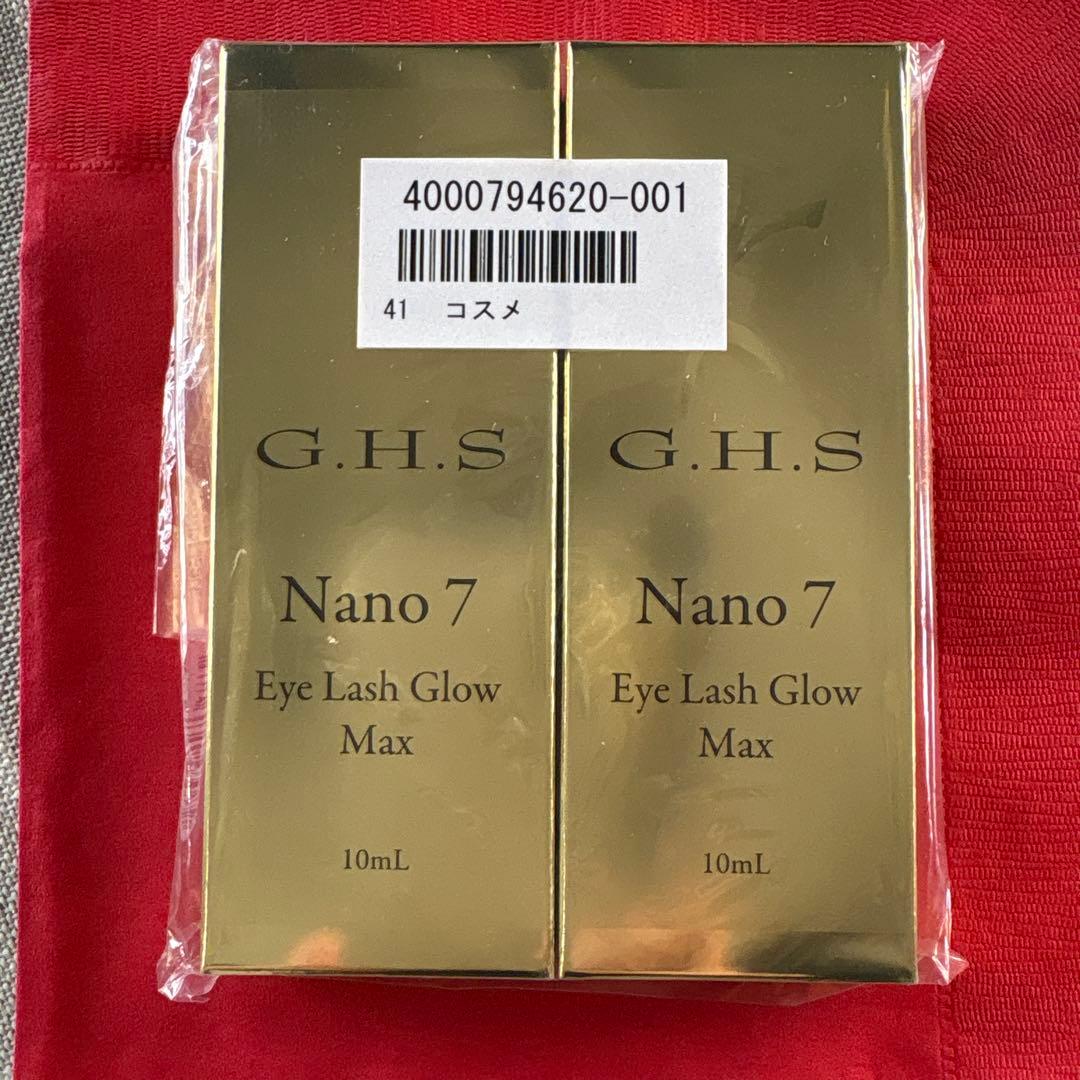 4000794620-001
41 コスメ
G.H.S
Nano 7
Eye Lash Glow
Max
10mL
G.H.S
Nano 7
Eye Lash Glow
Max
10mL